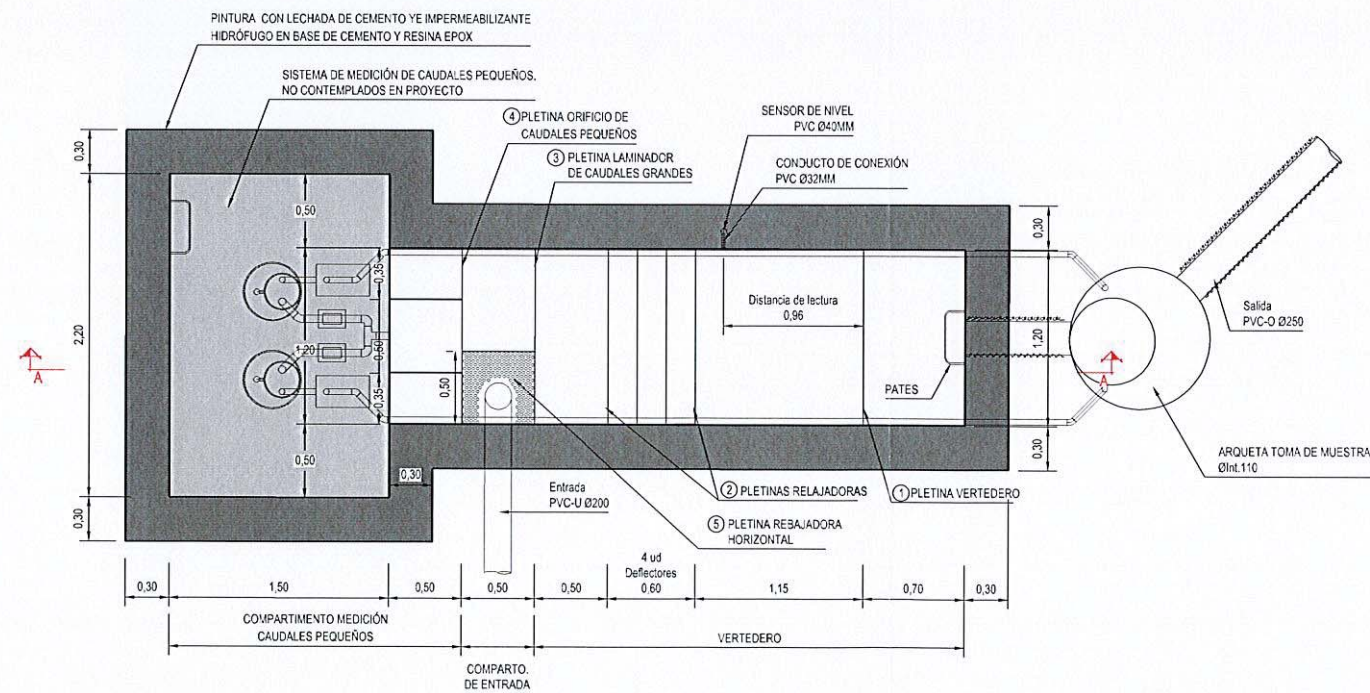 PINTURA CON LECHADA DE CEMENTO YE IMPERMEABILIZANTE
HIDRÓFUGO EN BASE DE CEMENTO Y RESINA EPOX
SISTEMA DE MEDICIÓN DE CAUDALES PEQUEÑOS.
NO CONTEMPLADOS EN PROYECTO
④ PLETINA ORIFICIO DE
CAUDALES PEQUEÑOS
③ PLETINA LAMINADOR
DE CAUDALES GRANDES
SENSOR DE NIVEL
PVC Ø40MM
CONDUCTO DE CONEXIÓN
PVC Ø32MM
0,30
2,20
0,30
0,50
1,20
0,50
0,35
0,50
0,35
0,50
0,30
Distancia de lectura
0,96
0,30
1,20
0,30
Salida
PVC-O Ø250
A
A
PATES
ARQUETA TOMA DE MUESTRA
ØInt.110
Entrada
PVC-U Ø200
② PLETINAS RELAJADORAS
① PLETINA VERTEDERO
⑤ PLETINA REBAJADORA
HORIZONTAL
4 ud
Deflectores
0,30 1,50 0,50 0,50 0,50 0,60 1,15 0,70 0,30
COMPARTIMENTO MEDICIÓN
CAUDALES PEQUEÑOS
COMPARTO.
DE ENTRADA
VERTEDERO